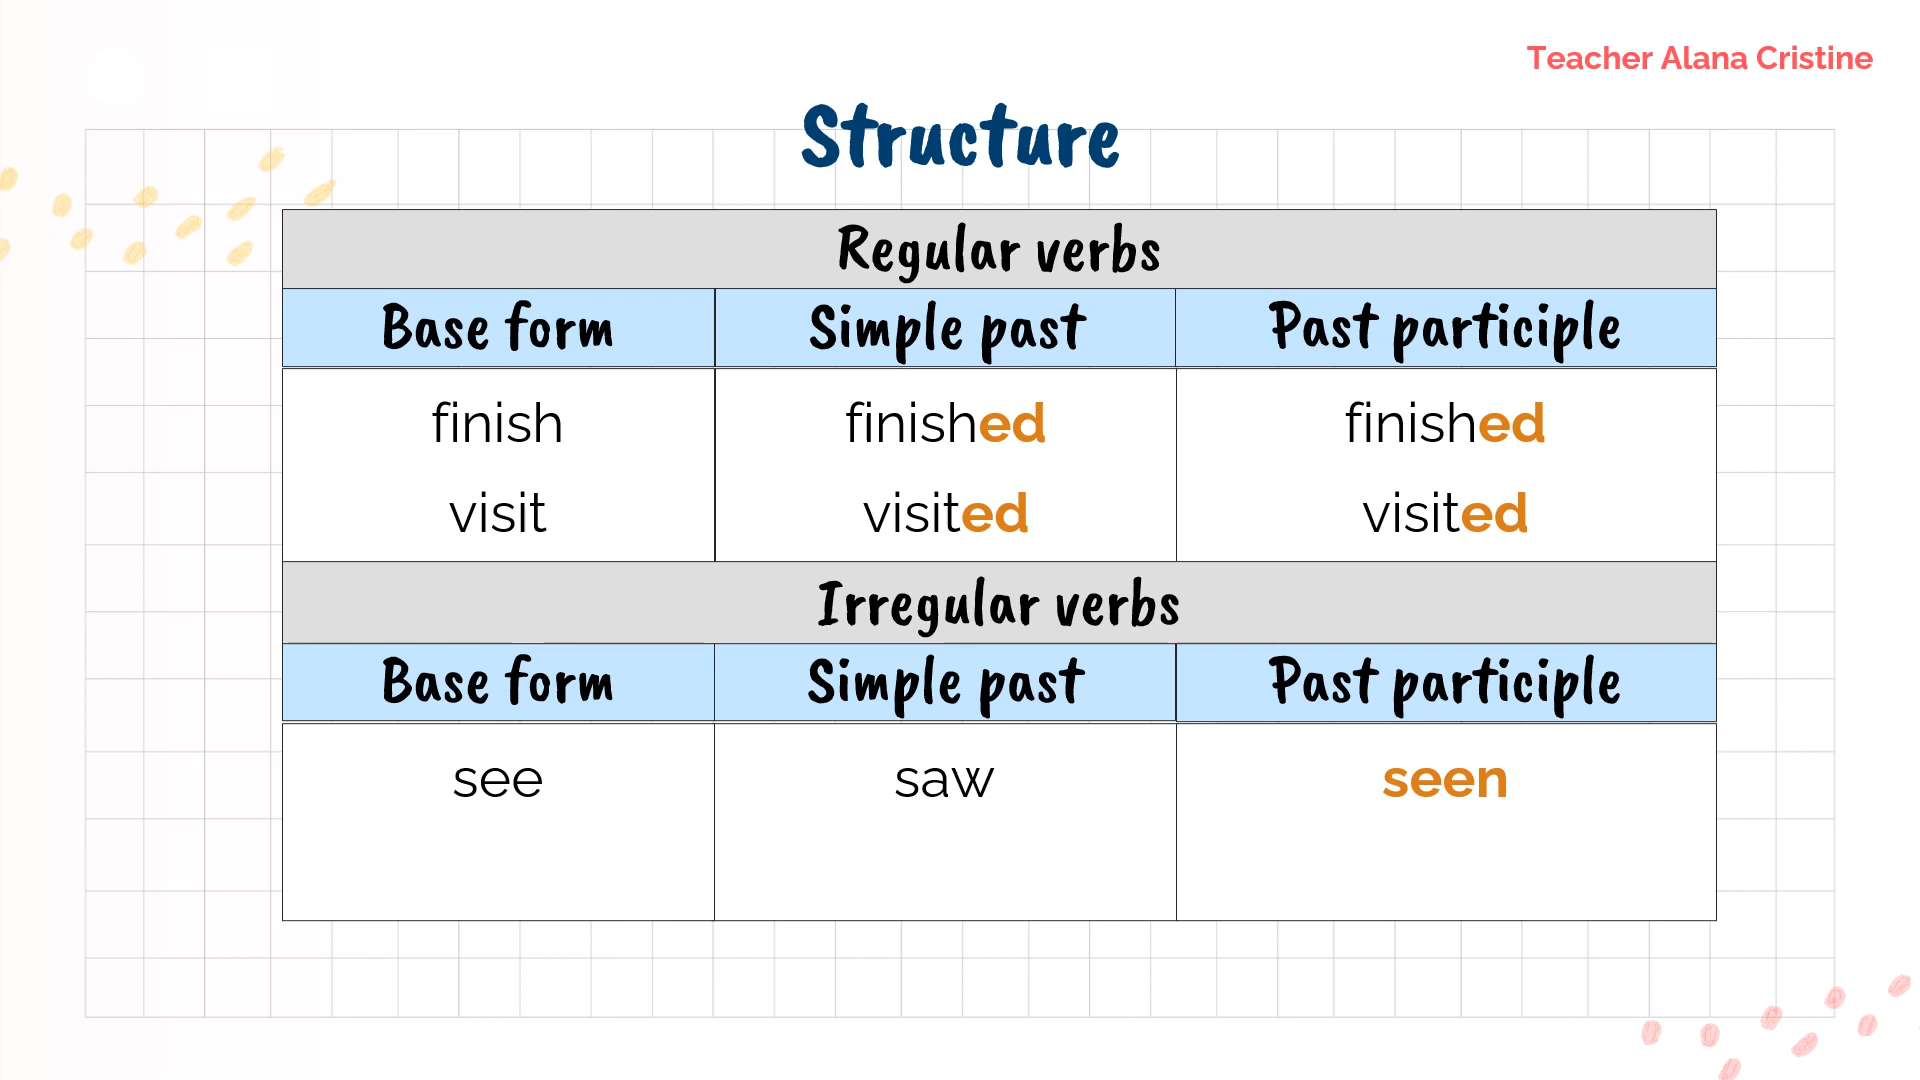 Teacher Alana Cristine
Structure
Regular verbs
Base form Simple past Past participle
finish finished finished
visit visited visited
Irregular verbs
Base form Simple past Past participle
see saw seen